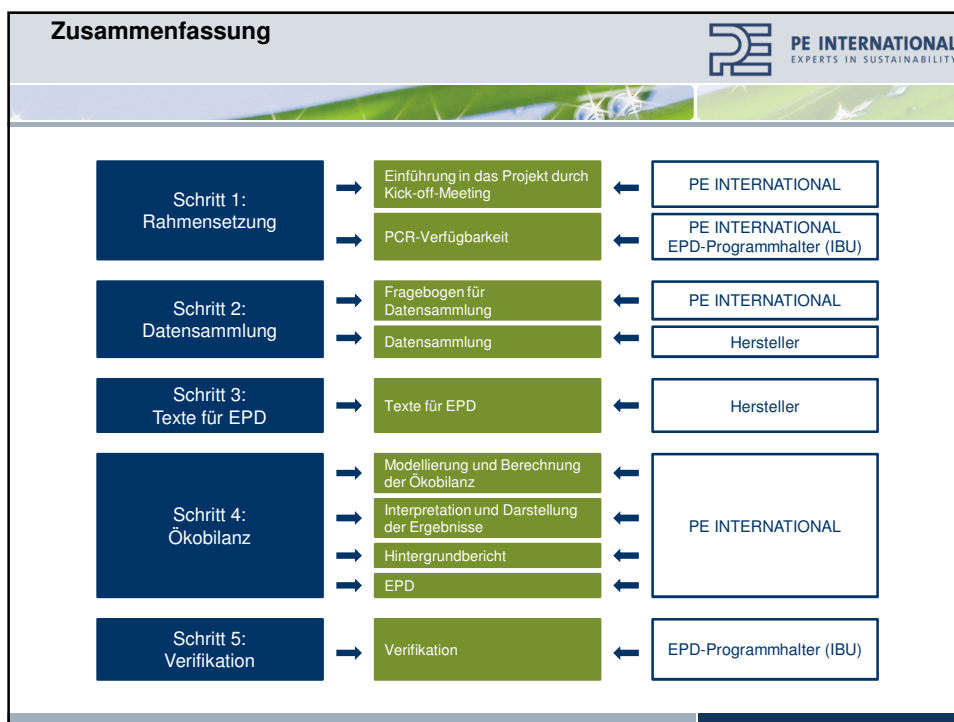 Zusammenfassung
PE INTERNATIONAL
EXPERTS IN SUSTAINABILITY
Schritt 1:
Rahmensetzung
Einführung in das Projekt durch
Kick-off-Meeting
PE INTERNATIONAL
PCR-Verfügbarkeit
PE INTERNATIONAL
EPD-Programmhalter (IBU)
Schritt 2:
Datensammlung
Fragebogen für
Datensammlung
PE INTERNATIONAL
Datensammlung
Hersteller
Schritt 3:
Texte für EPD
Texte für EPD
Hersteller
Schritt 4:
Ökobilanz
Modellierung und Berechnung
der Ökobilanz
Interpretation und Darstellung
der Ergebnisse
Hintergrundbericht
EPD
PE INTERNATIONAL
Schritt 5:
Verifikation
Verifikation
EPD-Programmhalter (IBU)